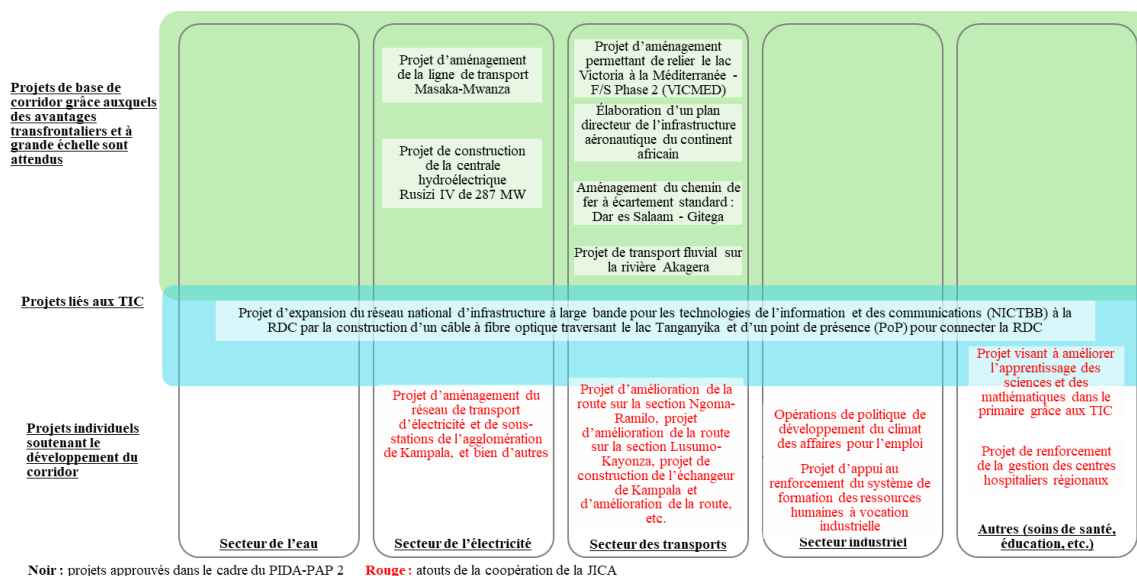 Projets de base de
corridor grâce auxquels
des avantages
transfrontaliers et à
grande échelle sont
attendus
Projet d'aménagement
de la ligne de transport
Masaka-Mwanza
Projet de construction
de la centrale
hydroélectrique
Rusizi IV de 287 MW
Projet d'aménagement
permettant de relier le lac
Victoria à la Méditerranée -
F/S Phase 2 (VICMED)
Élaboration d'un plan
directeur de l'infrastructure
aéronautique du continent
africain
Aménagement du chemin de
fer à écartement standard :
Dar es Salaam - Gitega
Projet de transport fluvial sur
la rivière Akagera
Projets liés aux TIC
Projet d'expansion du réseau national d'infrastructure à large bande pour les technologies de l'information et des communications (NICTBB) à la
RDC par la construction d'un câble à fibre optique traversant le lac Tanganyika et d'un point de présence (PoP) pour connecter la RDC
Projets individuels
soutenant le
développement du
corridor
Projet d'aménagement du
réseau de transport
d'électricité et de sous-
stations de l'agglomération
de Kampala, et bien d'autres
Projet d'amélioration de la
route sur la section Ngoma-
Ramilo, projet
d'amélioration de la route
sur la section Lusumo-
Kayonza, projet de
construction de l'échangeur
de Kampala et
d'amélioration de la route,
etc.
Opérations de politique de
développement du climat
des affaires pour l'emploi
Projet d'appui au
renforcement du système de
formation des ressources
humaines à vocation
industrielle
Projet visant à améliorer
l'apprentissage des
sciences et des
mathématiques dans le
primaire grâce aux TIC
Projet de renforcement
de la gestion des centres
hospitaliers régionaux
Secteur de l'eau
Secteur de l'électricité
Secteur des transports
Secteur industriel
Autres (soins de santé,
éducation, etc.)
Noir : projets approuvés dans le cadre du PIDA-PAP 2 Rouge : atouts de la coopération de la JICA